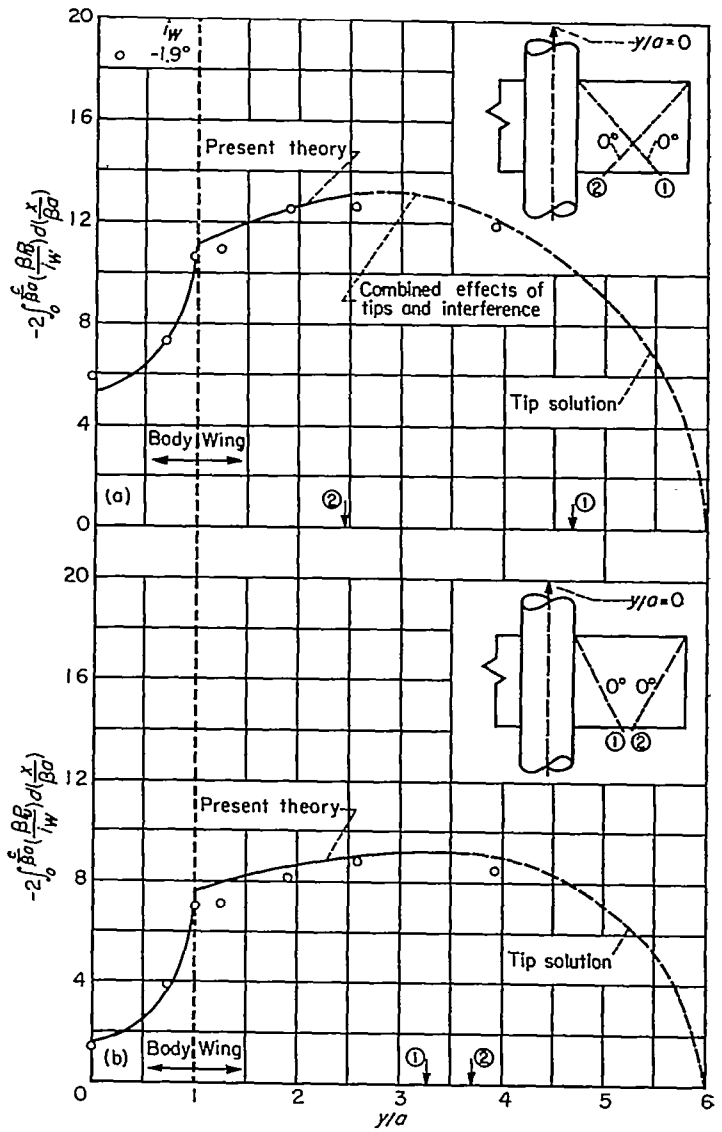 20
i_W
○ -1.9°
y/a = 0
16
0° 0°
② ①
Present theory
12
8
Combined effects of
tips and interference
Tip solution
4
Body Wing
(a)
② ①
0
20
y/a = 0
16
0° 0°
① ②
12
Present theory
8
Tip solution
4
Body Wing
(b)
① ②
0
0 1 2 3 4 5 6
y/a